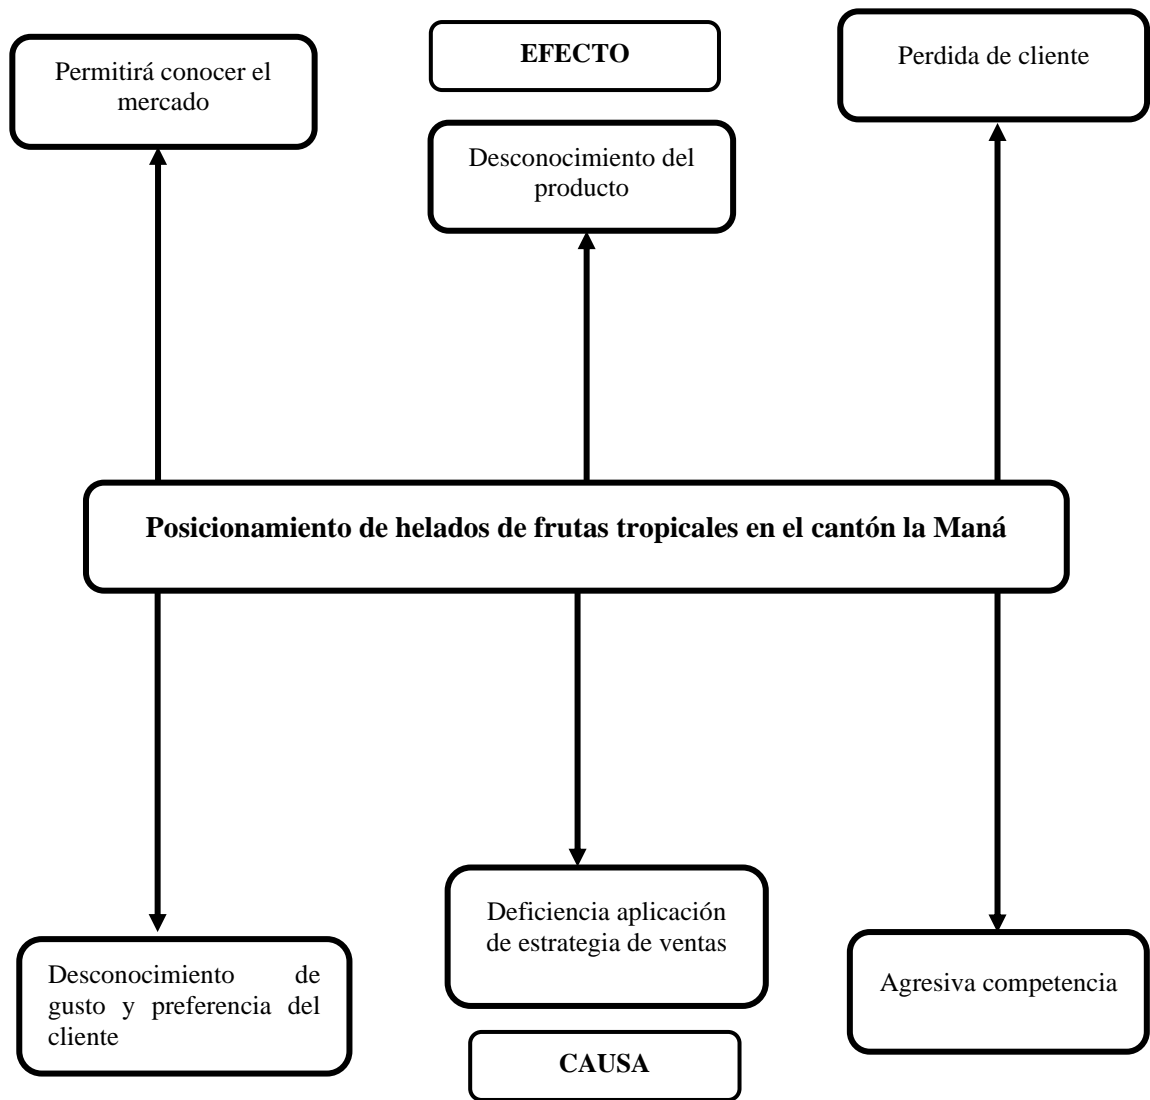 Permitirá conocer el
mercado
EFECTO
Perdida de cliente
Desconocimiento del
producto
Posicionamiento de helados de frutas tropicales en el cantón la Maná
Desconocimiento de
gusto y preferencia del
cliente
Deficiencia aplicación
de estrategia de ventas
Agresiva competencia
CAUSA